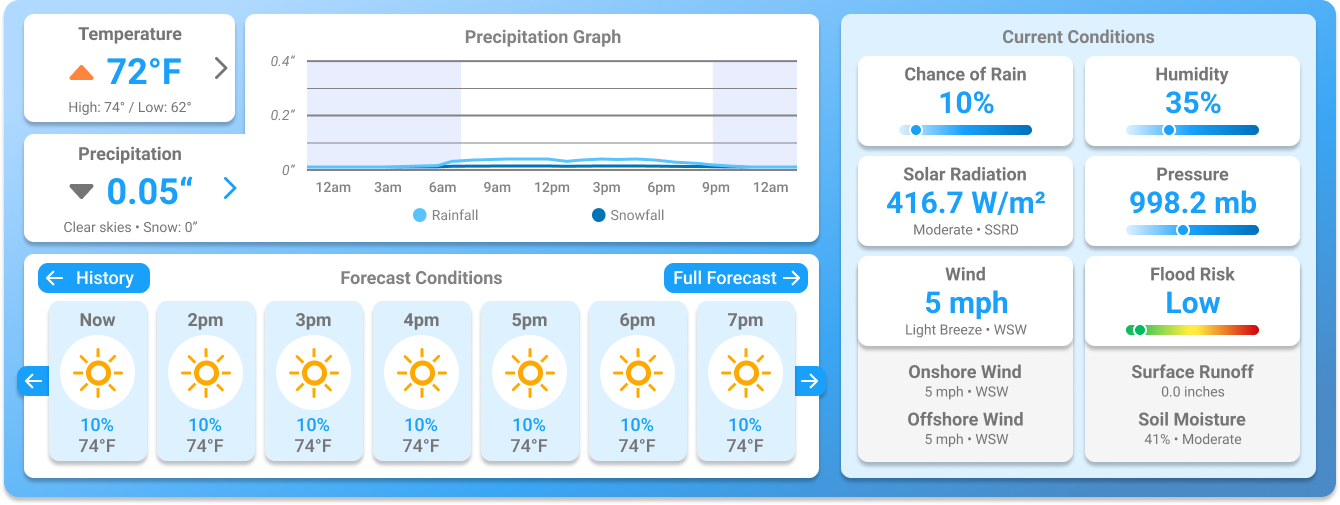 Temperature
72°F
High: 74° / Low: 62°
Precipitation
0.05“
Clear skies • Snow: 0”
Precipitation Graph
0.4”
0.2”
0”
12am 3am 6am 9am 12pm 3pm 6pm 9pm 12am
Rainfall Snowfall
History
Forecast Conditions
Full Forecast
Now 2pm 3pm 4pm 5pm 6pm 7pm
10% 10% 10% 10% 10% 10% 10%
74°F 74°F 74°F 74°F 74°F 74°F 74°F
Current Conditions
Chance of Rain
10%
Humidity
35%
Solar Radiation
416.7 W/m²
Moderate • SSRD
Pressure
998.2 mb
Wind
5 mph
Light Breeze • WSW
Flood Risk
Low
Onshore Wind
5 mph • WSW
Offshore Wind
5 mph • WSW
Surface Runoff
0.0 inches
Soil Moisture
41% • Moderate